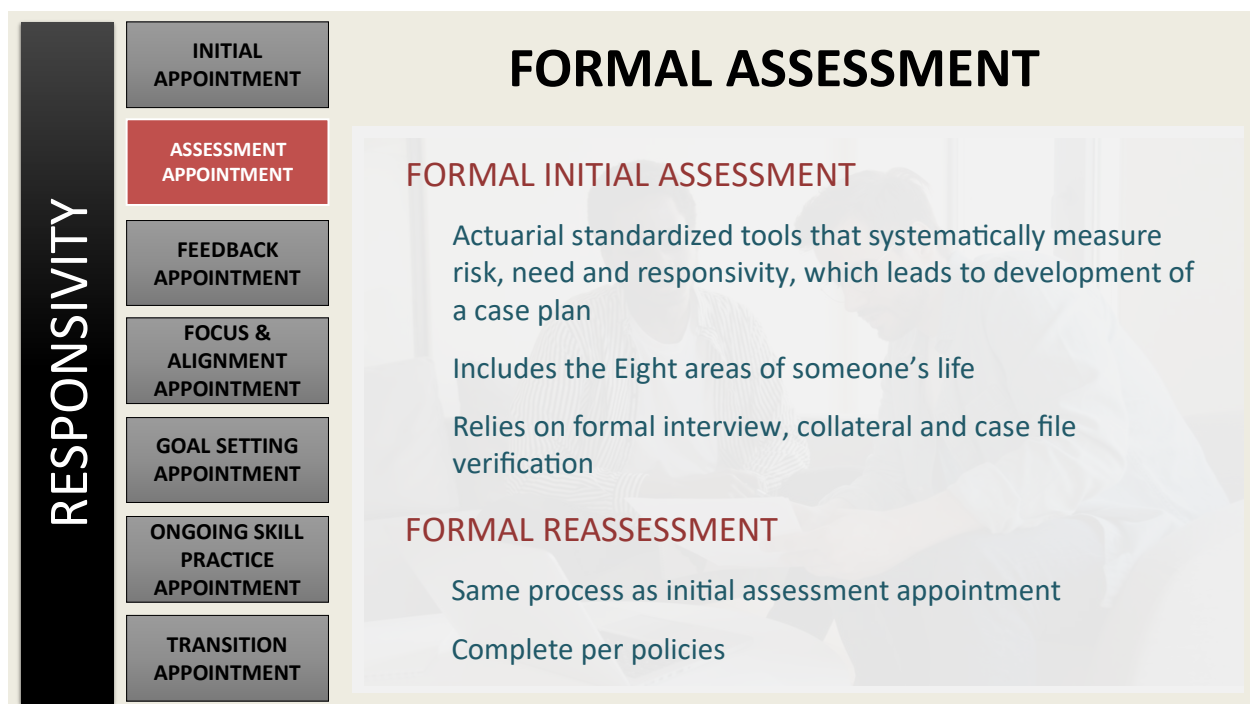 RESPONSIVITY
INITIAL
APPOINTMENT
ASSESSMENT
APPOINTMENT
FEEDBACK
APPOINTMENT
FOCUS &
ALIGNMENT
APPOINTMENT
GOAL SETTING
APPOINTMENT
ONGOING SKILL
PRACTICE
APPOINTMENT
TRANSITION
APPOINTMENT
FORMAL ASSESSMENT
FORMAL INITIAL ASSESSMENT
Actuarial standardized tools that systematically measure
risk, need and responsivity, which leads to development of
a case plan
Includes the Eight areas of someone’s life
Relies on formal interview, collateral and case file
verification
FORMAL REASSESSMENT
Same process as initial assessment appointment
Complete per policies